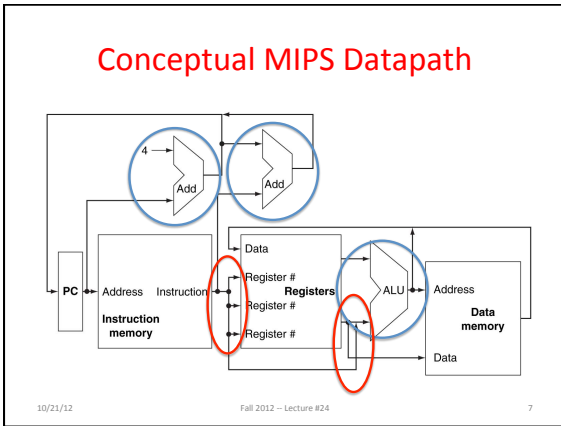 Conceptual MIPS Datapath
4
Add
Add
Data
PC
Address
Instruction
Register #
Registers
ALU
Address
Instruction
memory
Register #
Data
memory
Register #
Data
10/21/12
Fall 2012 -- Lecture #24
7